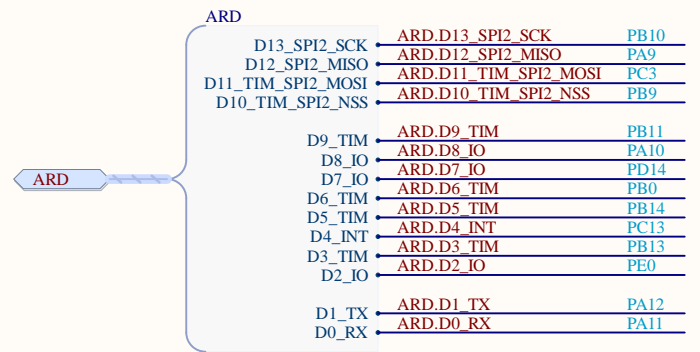 ARD
D13_SPI2_SCK ARD.D13_SPI2_SCK PB10
D12_SPI2_MISO ARD.D12_SPI2_MISO PA9
D11_TIM_SPI2_MOSI ARD.D11_TIM_SPI2_MOSI PC3
D10_TIM_SPI2_NSS ARD.D10_TIM_SPI2_NSS PB9
D9_TIM ARD.D9_TIM PB11
D8_IO ARD.D8_IO PA10
ARD D7_IO ARD.D7_IO PD14
D6_TIM ARD.D6_TIM PB0
D5_TIM ARD.D5_TIM PB14
D4_INT ARD.D4_INT PC13
D3_TIM ARD.D3_TIM PB13
D2_IO ARD.D2_IO PE0
D1_TX ARD.D1_TX PA12
D0_RX ARD.D0_RX PA11